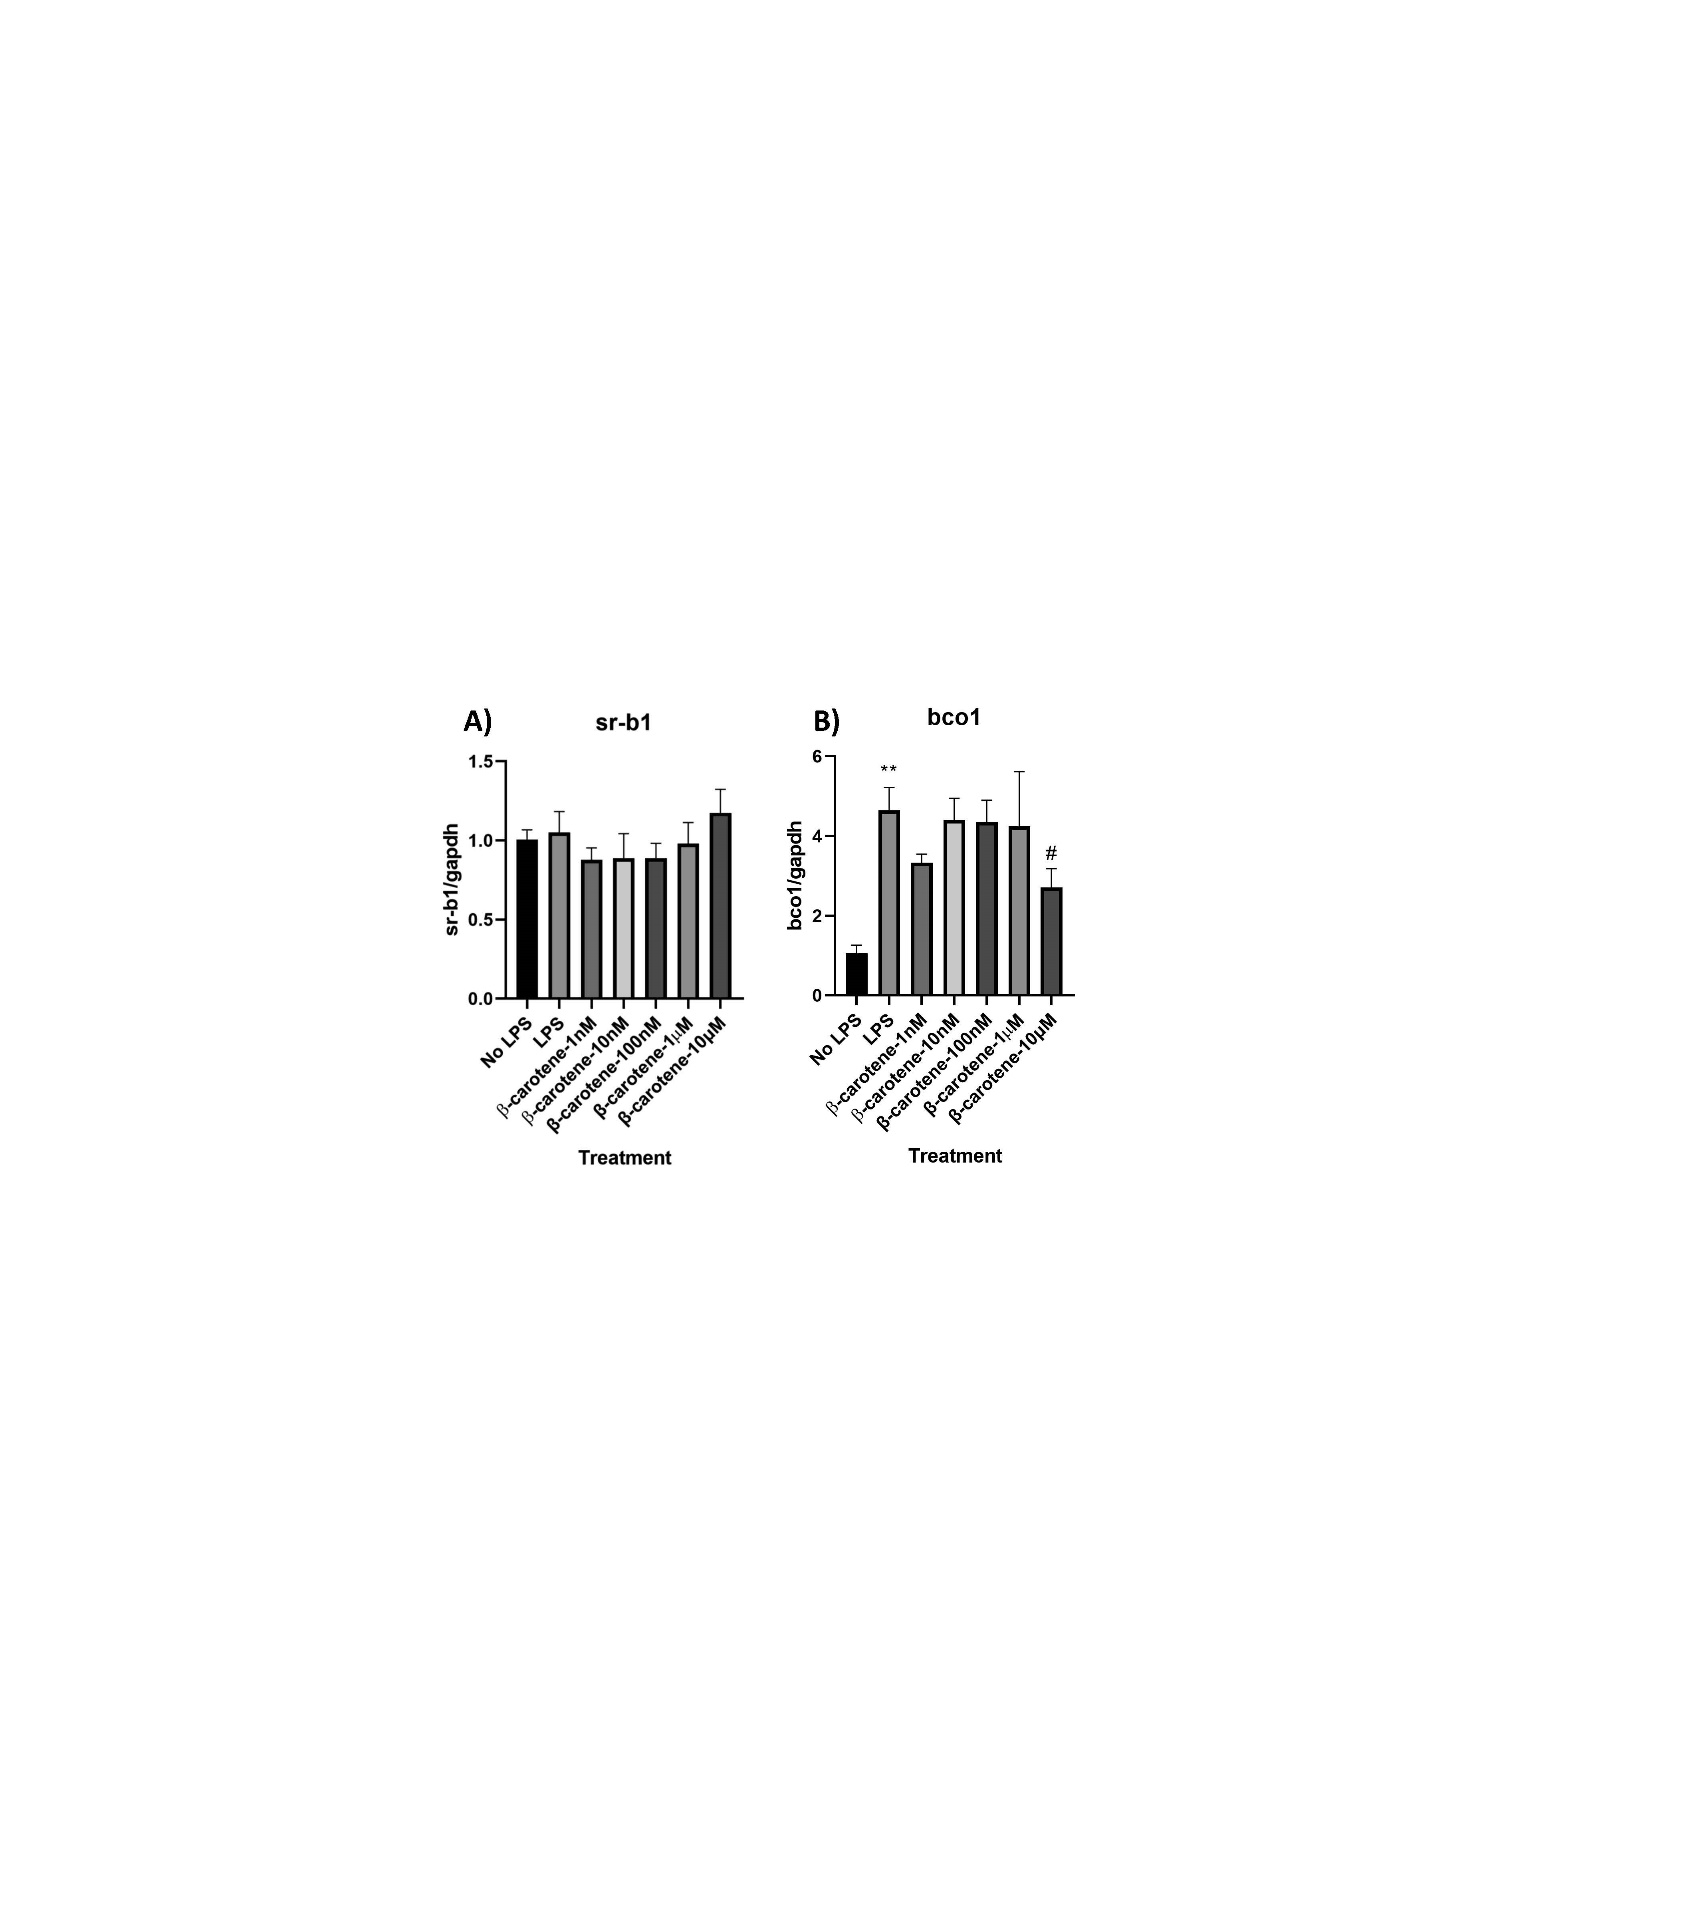 A)
sr-b1
1.5
1.0
0.5
0.0
sr-b1/gapdh
No LPS
LPS
β-carotene-1nM
β-carotene-10nM
β-carotene-100nM
β-carotene-1μM
β-carotene-10μM
Treatment
B)
bco1
6
4
2
0
bco1/gapdh
**
#
No LPS
LPS
β-carotene-1nM
β-carotene-10nM
β-carotene-100nM
β-carotene-1μM
β-carotene-10μM
Treatment